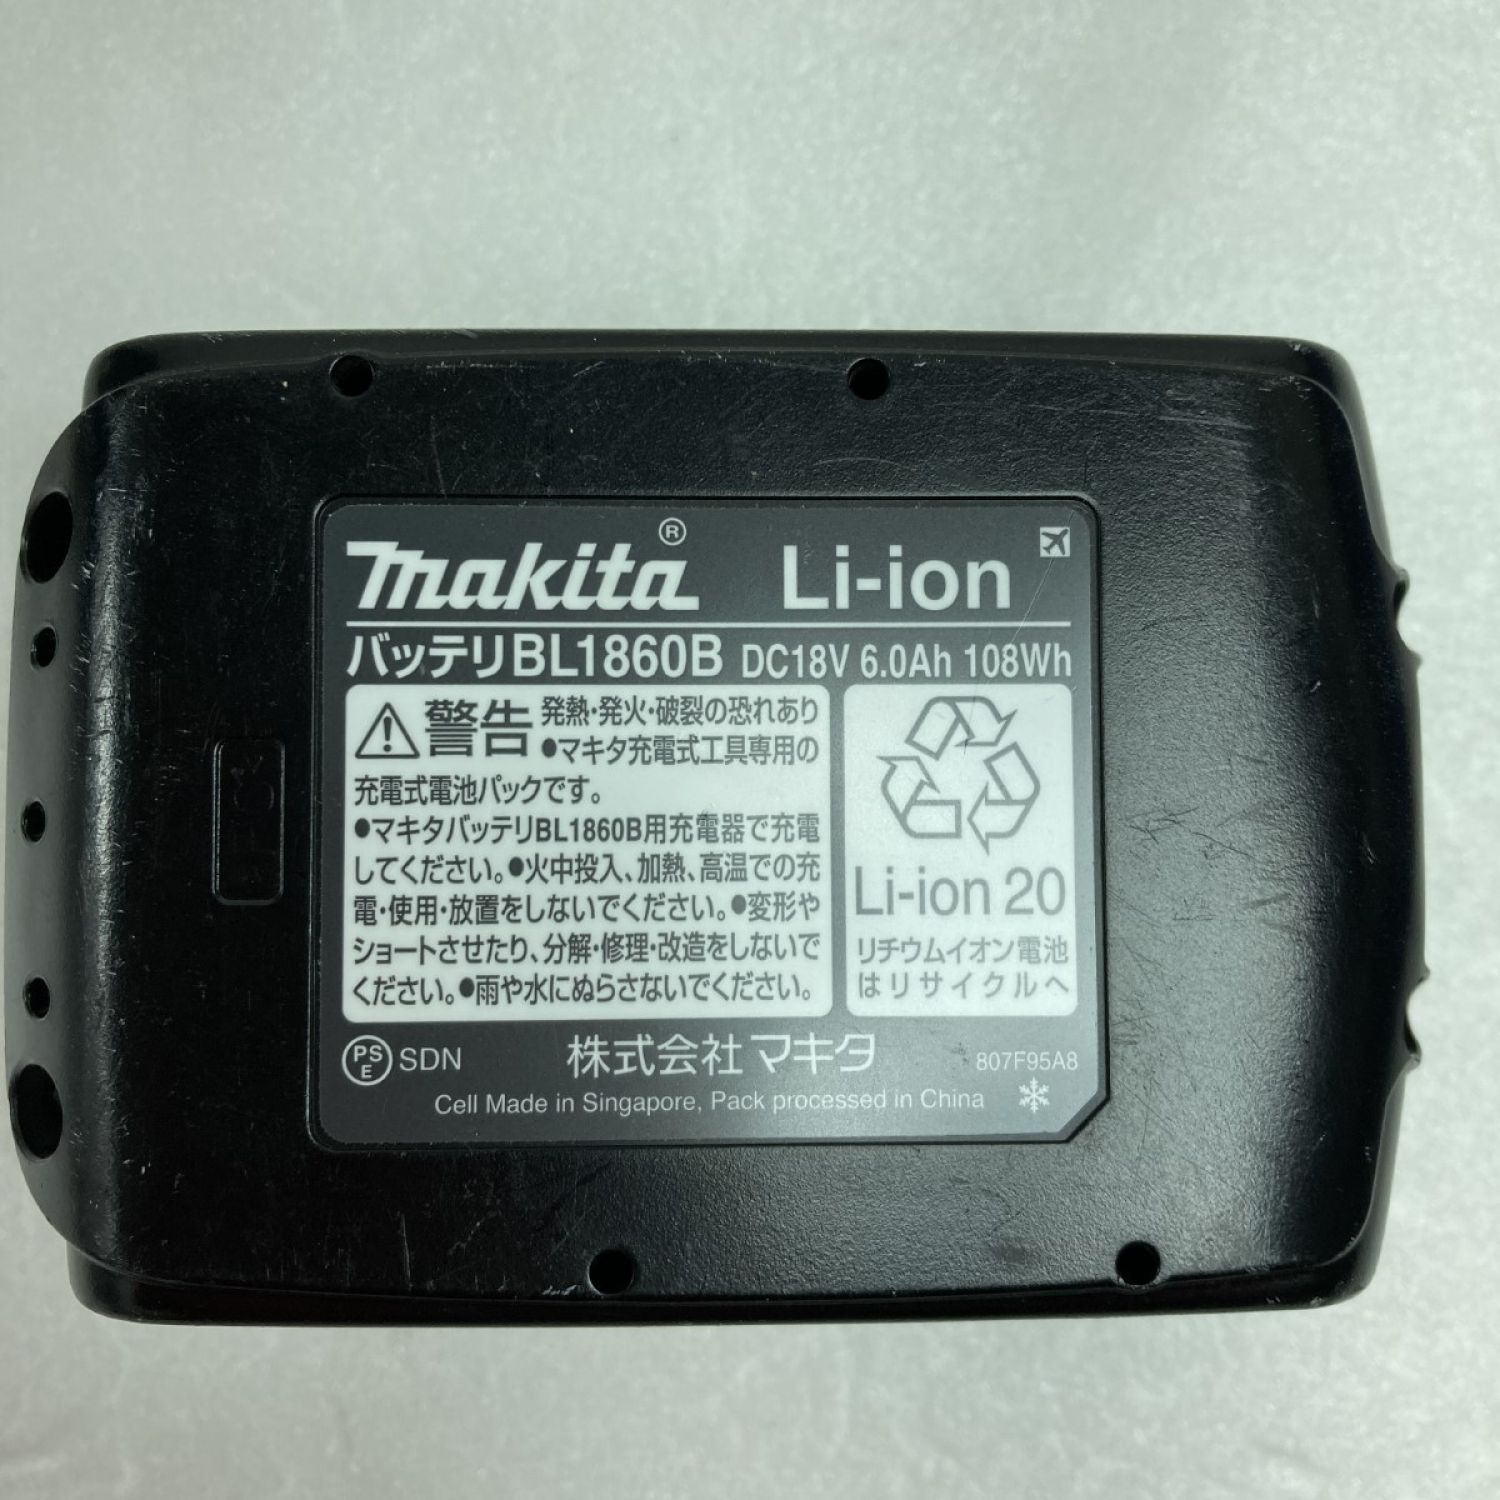 makita® Li-ion
バッテリBL1860B DC18V 6.0Ah 108Wh
警告 発熱・発火・破裂の恐れあり
●マキタ充電式工具専用の
充電式電池パックです。
●マキタバッテリBL1860B用充電器で充電
してください。●火中投入、加熱、高温での充
電・使用・放置をしないでください。●変形や
ショートさせたり、分解・修理・改造をしないで
ください。●雨や水にぬらさないでください。
Li-ion 20
リチウムイオン電池
はリサイクルへ
PS
E
SDN 株式会社マキタ 807F95A8
Cell Made in Singapore, Pack processed in China